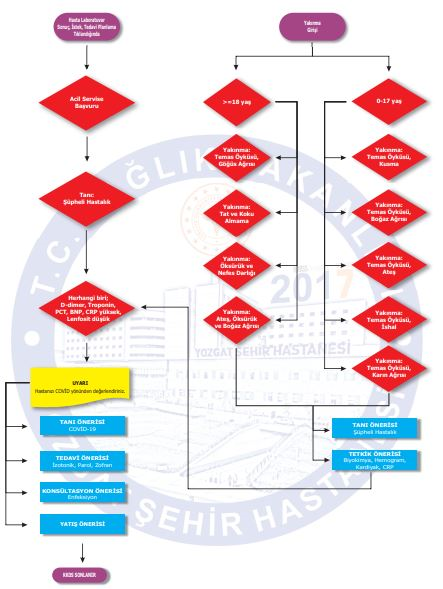 Hasta Laboratuvar
Sonuç, İstek, Tedavi Planlama
Tıklandığında
Yakınma
Girişi
Acil Servise
Başvuru
>=18 yaş
0-17 yaş
Yakınma:
Temas Öyküsü,
Göğüs Ağrısı
Yakınma:
Temas Öyküsü,
Kusma
Tanı:
Şüpheli Hastalık
Yakınma:
Tat ve Koku
Almama
Yakınma:
Temas Öyküsü,
Boğaz Ağrısı
Yakınma:
Öksürük ve
Nefes Darlığı
Yakınma:
Temas Öyküsü,
Ateş
Herhangi biri;
D-dimer, Troponin,
PCT, BNP, CRP yüksek,
Lenfosit düşük
Yakınma:
Ateş, Öksürük
ve Boğaz Ağrısı
Yakınma:
Temas Öyküsü,
İshal
Yakınma:
Temas Öyküsü,
Karın Ağrısı
UYARI
Hastanızı COVİD yönünden değerlendiriniz.
TANI ÖNERİSİ
COVİD-19
TANI ÖNERİSİ
Şüpheli Hastalık
TEDAVİ ÖNERİSİ
İzotonik, Parol, Zofran
TETKİK ÖNERİSİ
Biyokimya, Hemogram,
Kardiyak, CRP
KONSÜLTASYON ÖNERİSİ
Enfeksiyon
YATIŞ ÖNERİSİ
KKDS SONLANIR
2017
YOZGAT ŞEHİR HASTANESİ